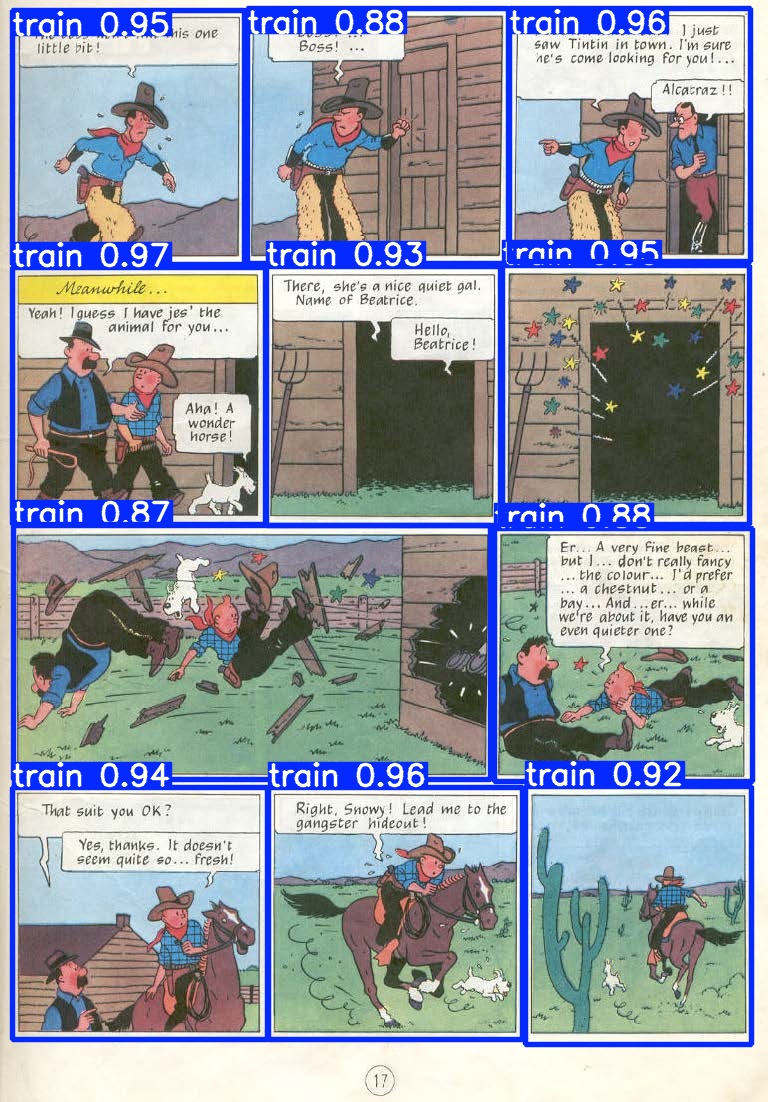 train 0.95
this one
little bit!
train 0.88
Boss! ...
train 0.96
I just
saw Tintin in town. I'm sure
he's come looking for you!...
Alcatraz!!
train 0.97
Meanwhile...
Yeah! I guess I have jes' the
animal for you...
Aha! A
wonder
horse!
train 0.93
There, she's a nice quiet gal.
Name of Beatrice.
Hello,
Beatrice!
train 0.95
train 0.87
train 0.88
Er... A very fine beast...
but I... don't really fancy
...the colour... I'd prefer
... a chestnut... or a
bay... And...er... while
we're about it, have you an
even quieter one?
train 0.94
That suit you OK?
Yes, thanks. It doesn't
seem quite so... fresh!
train 0.96
Right, Snowy! Lead me to the
gangster hideout!
train 0.92
17